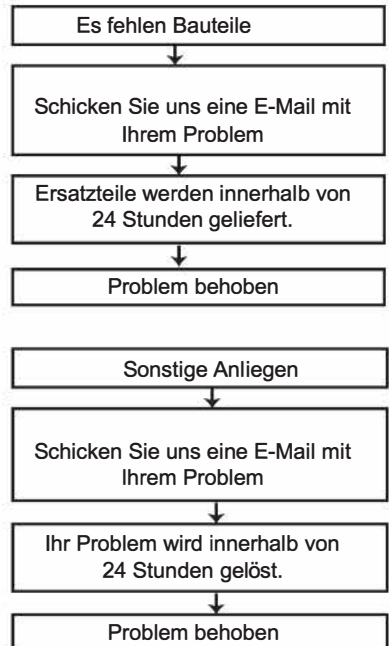 Es fehlen Bauteile
Schicken Sie uns eine E-Mail mit
Ihrem Problem
Ersatzteile werden innerhalb von
24 Stunden geliefert.
Problem behoben
Sonstige Anliegen
Schicken Sie uns eine E-Mail mit
Ihrem Problem
Ihr Problem wird innerhalb von
24 Stunden gelöst.
Problem behoben